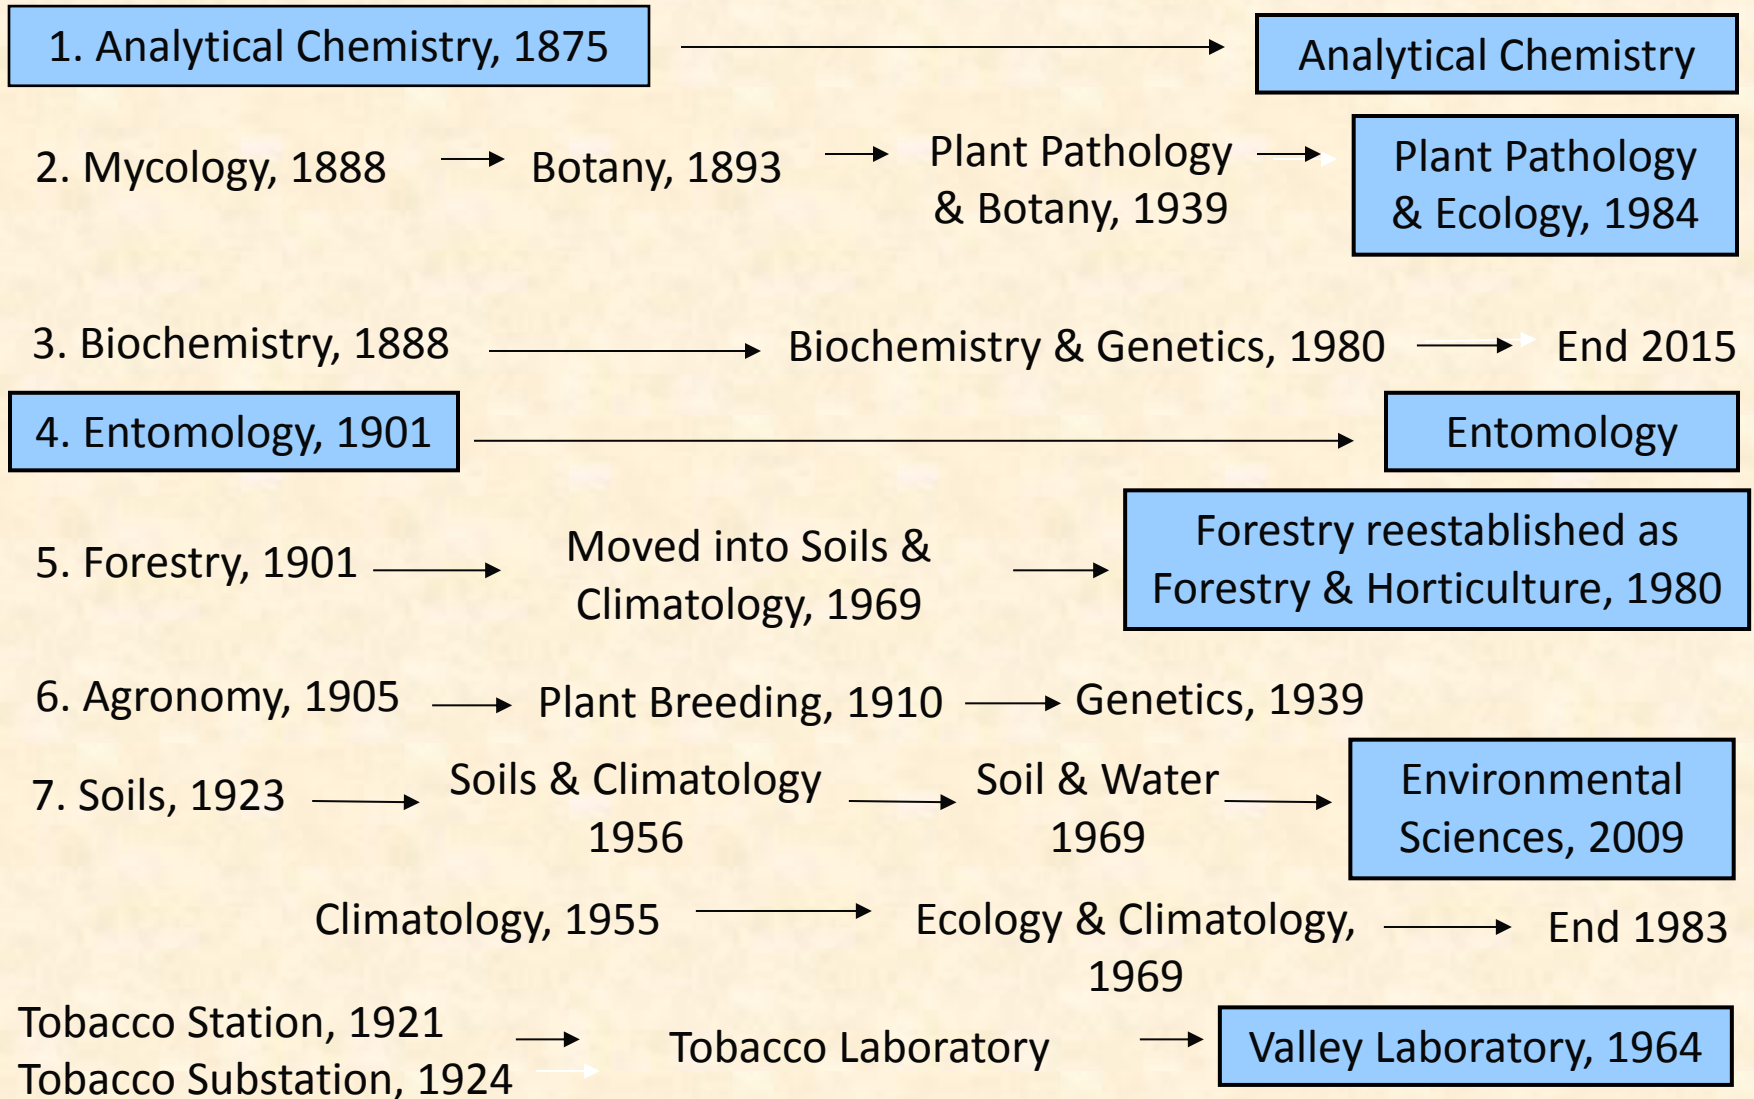 1. Analytical Chemistry, 1875
Analytical Chemistry
2. Mycology, 1888
Botany, 1893
Plant Pathology
& Botany, 1939
Plant Pathology
& Ecology, 1984
3. Biochemistry, 1888
Biochemistry & Genetics, 1980
End 2015
4. Entomology, 1901
Entomology
5. Forestry, 1901
Moved into Soils &
Climatology, 1969
Forestry reestablished as
Forestry & Horticulture, 1980
6. Agronomy, 1905
Plant Breeding, 1910
Genetics, 1939
7. Soils, 1923
Soils & Climatology
1956
Soil & Water
1969
Environmental
Sciences, 2009
Climatology, 1955
Ecology & Climatology,
1969
End 1983
Tobacco Station, 1921
Tobacco Substation, 1924
Tobacco Laboratory
Valley Laboratory, 1964